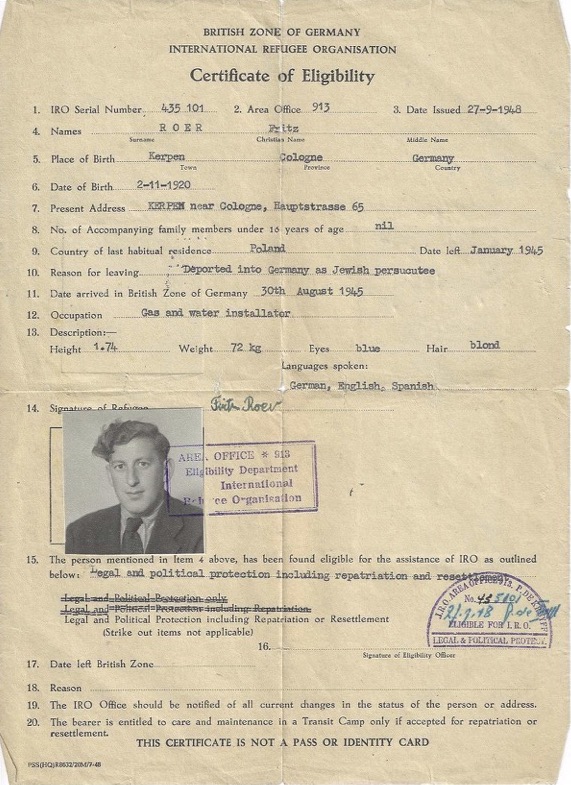 BRITISH ZONE OF GERMANY
INTERNATIONAL REFUGEE ORGANISATION
Certificate of Eligibility
1. IRO Serial Number 435 101 2. Area Office 913 3. Date Issued 27-9-1948
4. Names ROER Fritz
Surname Christian Name Middle Name
5. Place of Birth Kerpen Cologne Germany
Town Province Country
6. Date of Birth 2-11-1920
7. Present Address KERPEN near Cologne, Hauptstrasse 65
8. No. of Accompanying family members under 16 years of age nil
9. Country of last habitual residence Poland Date left January 1945
10. Reason for leaving Deported into Germany as Jewish persucutee
11. Date arrived in British Zone of Germany 30th August 1945
12. Occupation Gas and water installator
13. Description:—
Height 1.74 Weight 72 kg Eyes blue Hair blond
Languages spoken:
German, English, Spanish
14. Signature of Refugee Fritz Roer
AREA OFFICE * 913
Eligibility Department
International
Refugee Organisation
15. The person mentioned in Item 4 above, has been found eligible for the assistance of IRO as outlined
below: Legal and political protection including repatriation and resettlement
Legal and Political Protection only.
Legal and Political Protection including Repatriation.
Legal and Political Protection including Repatriation or Resettlement
(Strike out items not applicable)
I.R.O. AREA OFFICE
No.
ELIGIBLE FOR I.R.O.
LEGAL & POLITICAL PROTECT.
16.
Signature of Eligibility Officer
17. Date left British Zone
18. Reason
19. The IRO Office should be notified of all current changes in the status of the person or address.
20. The bearer is entitled to care and maintenance in a Transit Camp only if accepted for repatriation or
resettlement.
THIS CERTIFICATE IS NOT A PASS OR IDENTITY CARD
PSS(HQ)R8632/20M/7-48